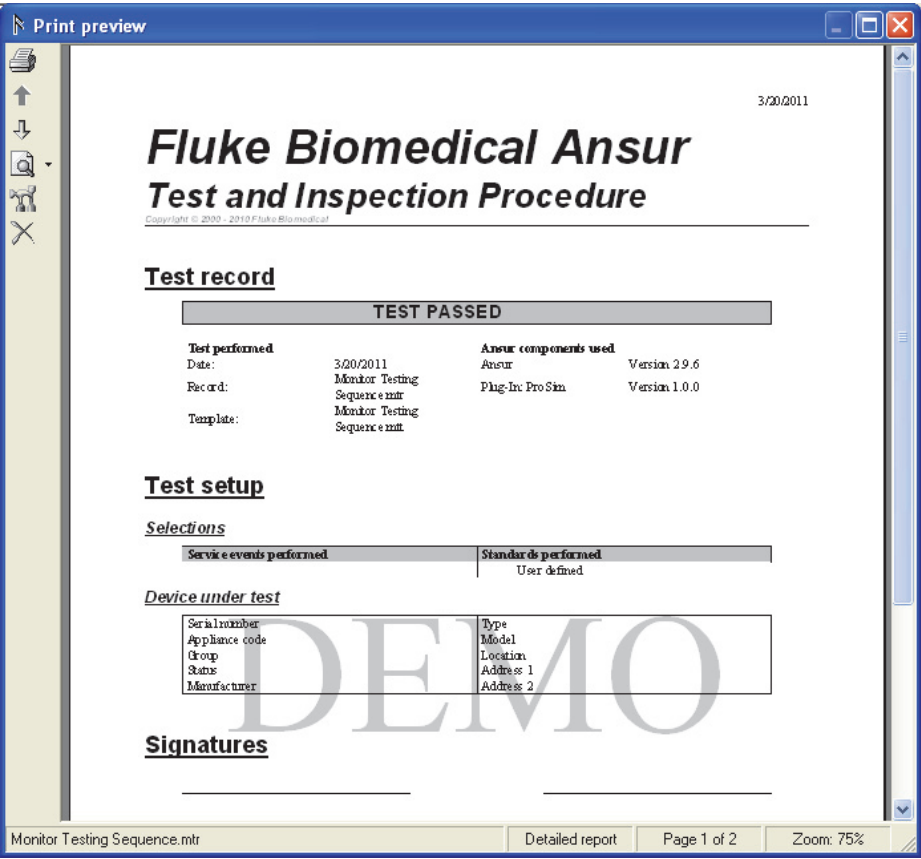 Print preview
3/20/2011
Fluke Biomedical Ansur
Test and Inspection Procedure
Copyright © 2000 - 2010 Fluke Biomedical
Test record
TEST PASSED
Test performed Ansur components used
Date: 3/20/2011 Ansur Version 2.9.6
Record: Monitor Testing Sequence.mtr Plug-In: ProSim Version 1.0.0
Template: Monitor Testing Sequence.mtt
Test setup
Selections
Service events performed Standards performed
User defined
Device under test
Serial number Type
Appliance code Model
Group Location
Status Address 1
Manufacturer Address 2
DEMO
Signatures
Monitor Testing Sequence.mtr Detailed report Page 1 of 2 Zoom: 75%